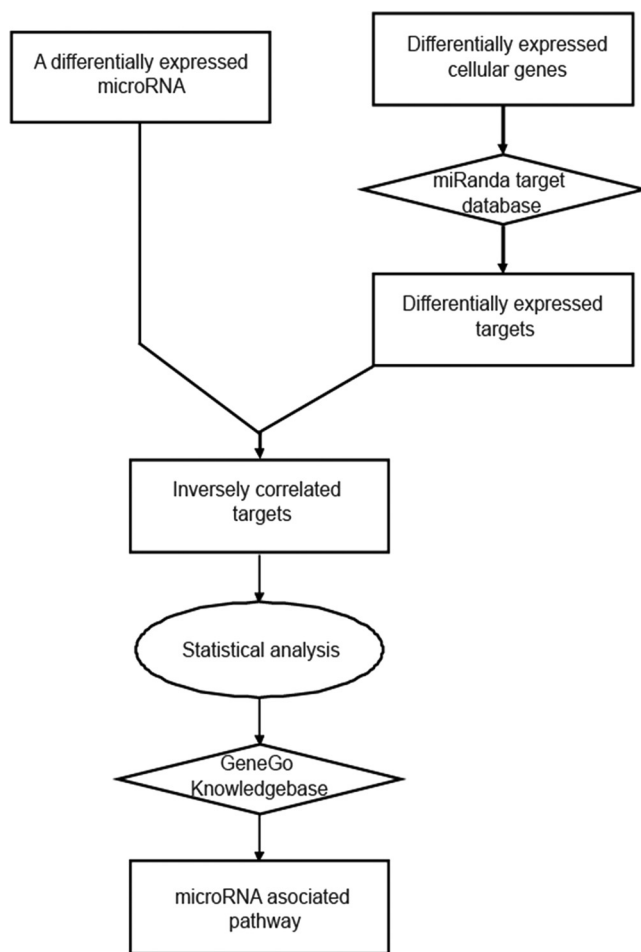 A differentially expressed
microRNA
Differentially expressed
cellular genes
miRanda target
database
Differentially expressed
targets
Inversely correlated
targets
Statistical analysis
GeneGo
Knowledgebase
microRNA asociated
pathway